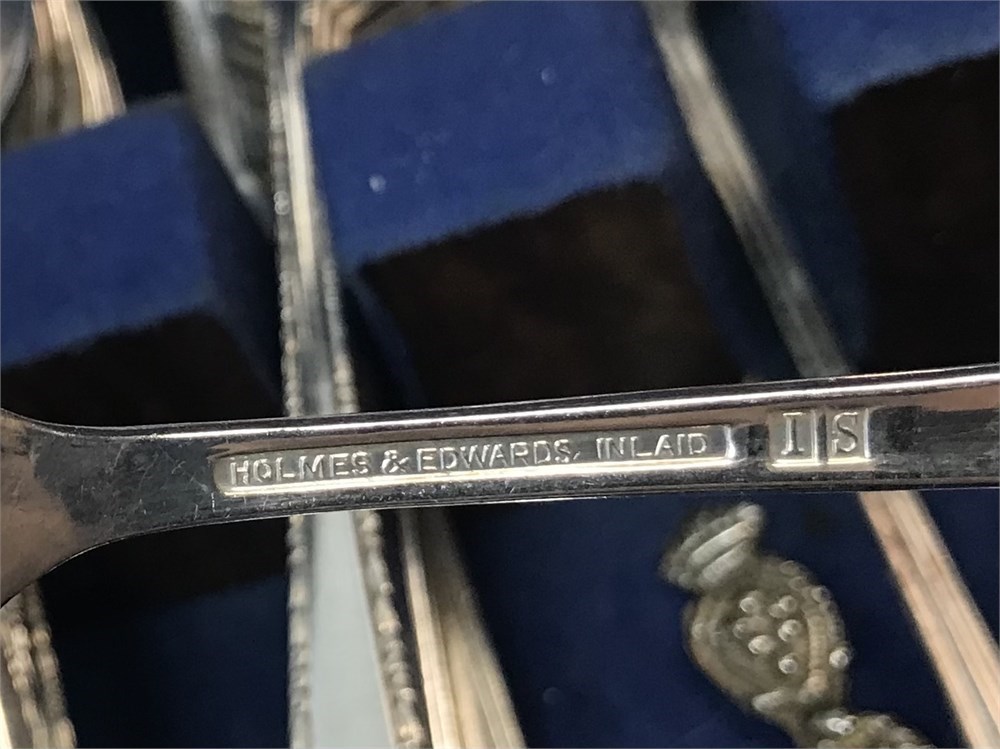 HOLMES & EDWARDS, INLAID IS